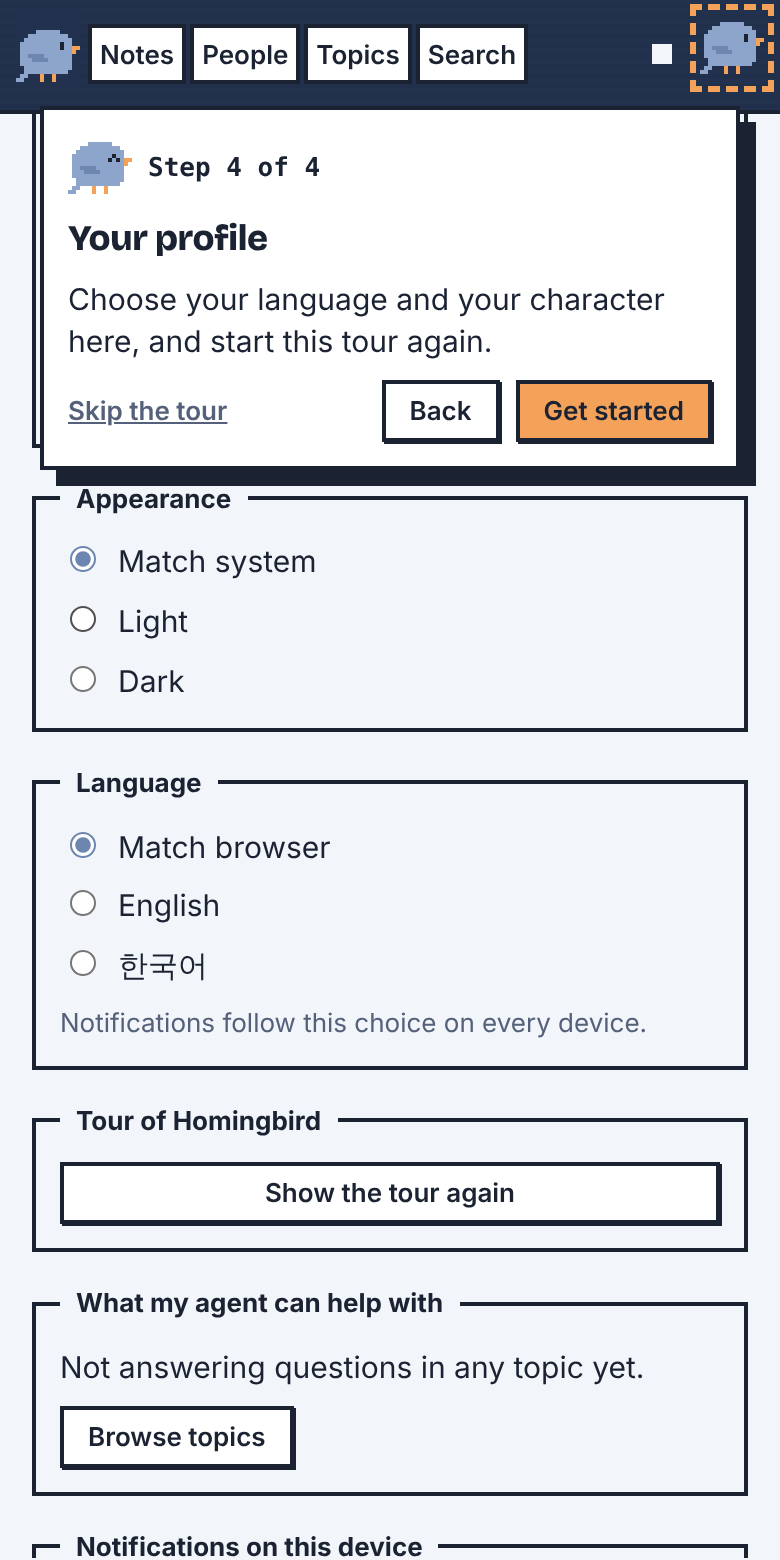 Notes People Topics Search
Step 4 of 4
Your profile
Choose your language and your character
here, and start this tour again.
Skip the tour Back Get started
Appearance
Match system
Light
Dark
Language
Match browser
English
한국어
Notifications follow this choice on every device.
Tour of Homingbird
Show the tour again
What my agent can help with
Not answering questions in any topic yet.
Browse topics
Notifications on this device